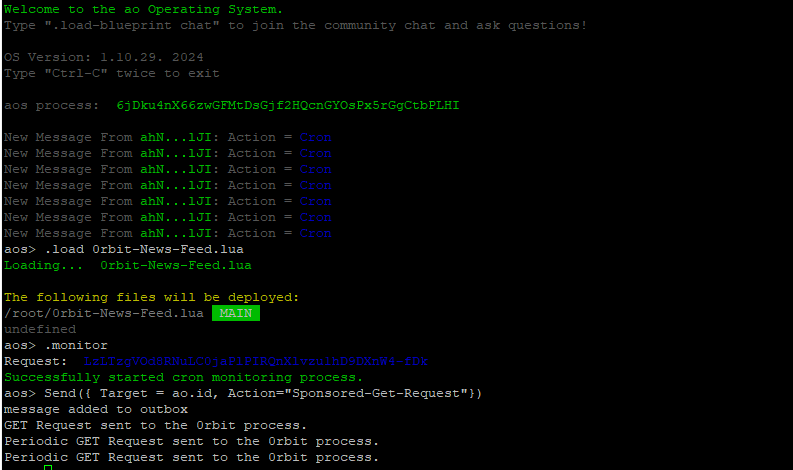 Welcome to the ao Operating System.
Type ".load-blueprint chat" to join the community chat and ask questions!
OS Version: 1.10.29. 2024
Type "Ctrl-C" twice to exit
aos process:  6jDku4nX66zwGFMtDsGjf2HQcnGYOsPx5rGgCtbPLHI
New Message From ahN...lJI: Action = Cron
New Message From ahN...lJI: Action = Cron
New Message From ahN...lJI: Action = Cron
New Message From ahN...lJI: Action = Cron
New Message From ahN...lJI: Action = Cron
New Message From ahN...lJI: Action = Cron
New Message From ahN...lJI: Action = Cron
aos> .load 0rbit-News-Feed.lua
Loading...  0rbit-News-Feed.lua
The following files will be deployed:
/root/0rbit-News-Feed.lua MAIN
undefined
aos> .monitor
Request:
Successfully started cron monitoring process.
aos> Send({ Target = ao.id, Action="Sponsored-Get-Request"})
message added to outbox
GET Request sent to the 0rbit process.
Periodic GET Request sent to the 0rbit process.
Periodic GET Request sent to the 0rbit process.